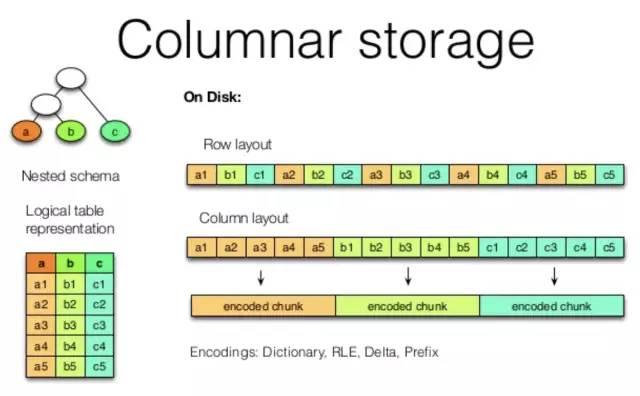 Columnar storage
On Disk:
a b c
Nested schema
Logical table
representation
a b c
a1 b1 c1
a2 b2 c2
a3 b3 c3
a4 b4 c4
a5 b5 c5
Row layout
a1 b1 c1 a2 b2 c2 a3 b3 c3 a4 b4 c4 a5 b5 c5
Column layout
a1 a2 a3 a4 a5 b1 b2 b3 b4 b5 c1 c2 c3 c4 c5
encoded chunk encoded chunk encoded chunk
Encodings: Dictionary, RLE, Delta, Prefix